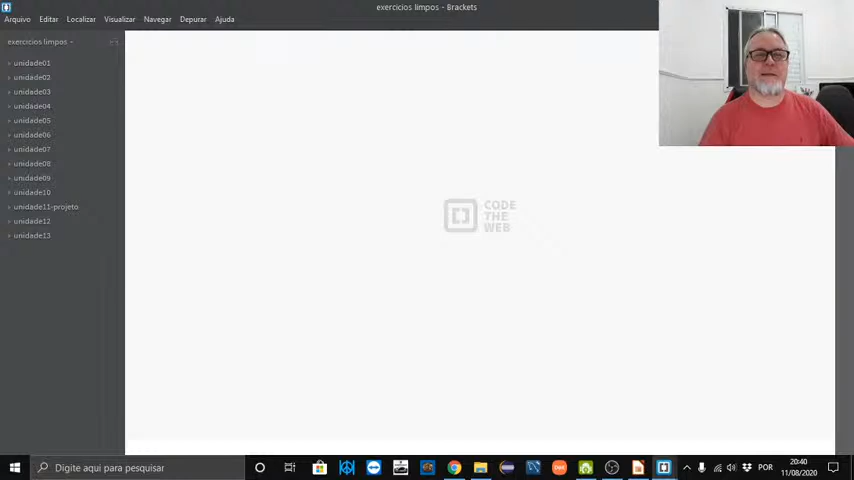 exercicios limpos - Brackets
Arquivo Editar Localizar Visualizar Navegar Depurar Ajuda
exercicios limpos
unidade01
unidade02
unidade03
unidade04
unidade05
unidade06
unidade07
unidade08
unidade09
unidade10
unidade11-projeto
unidade12
unidade13
CODE
THE
WEB
Digite aqui para pesquisar
POR
20:40
11/08/2020